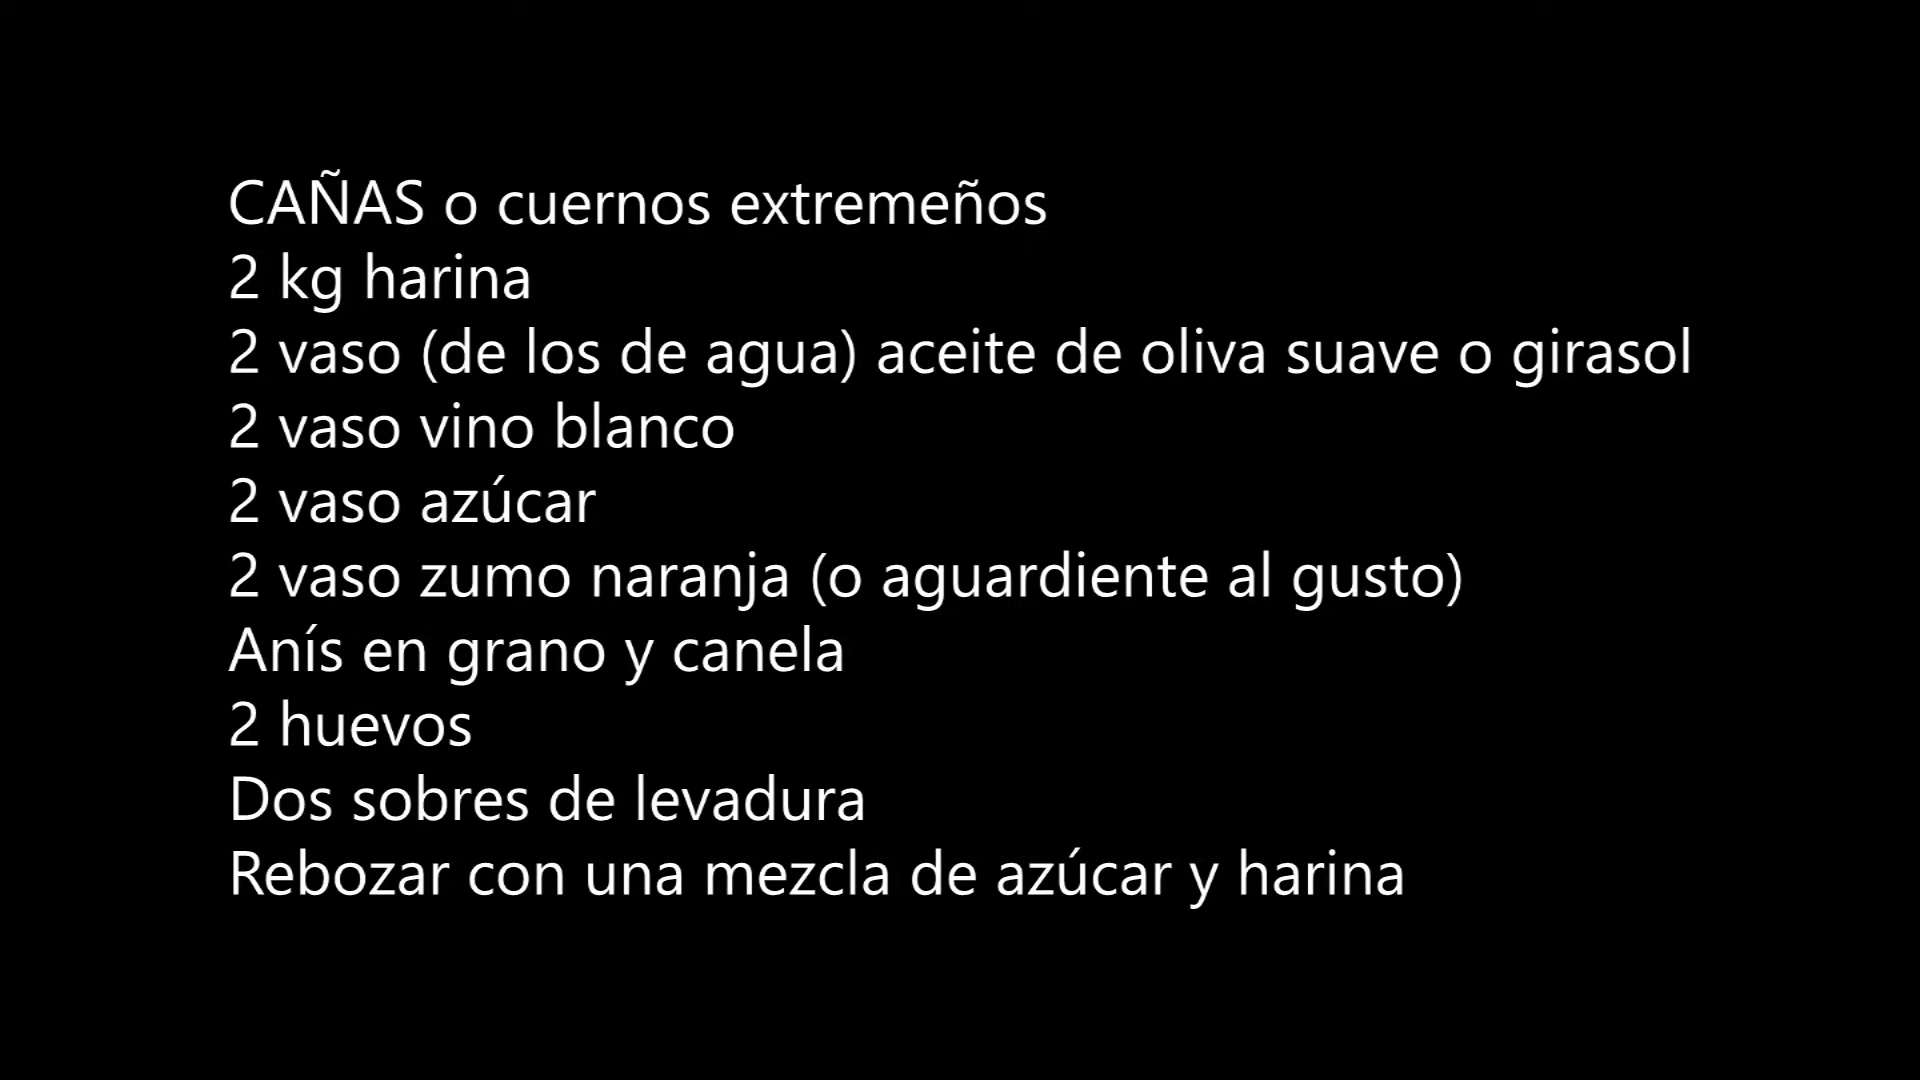 CAÑAS o cuernos extremeños
2 kg harina
2 vaso (de los de agua) aceite de oliva suave o girasol
2 vaso vino blanco
2 vaso azúcar
2 vaso zumo naranja (o aguardiente al gusto)
Anís en grano y canela
2 huevos
Dos sobres de levadura
Rebozar con una mezcla de azúcar y harina